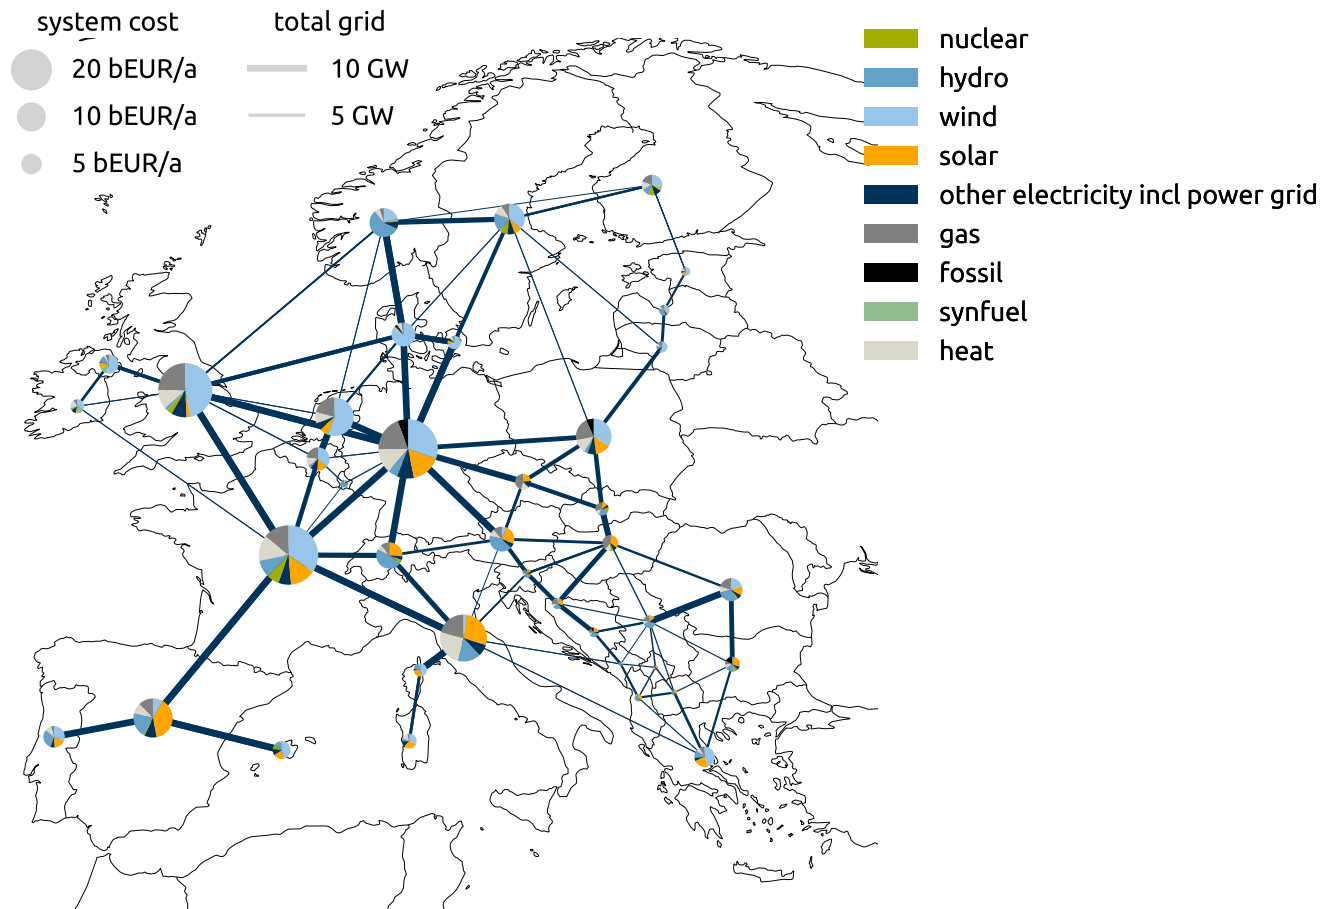 system cost
20 bEUR/a
10 bEUR/a
5 bEUR/a
total grid
10 GW
5 GW
nuclear
hydro
wind
solar
other electricity incl power grid
gas
fossil
synfuel
heat